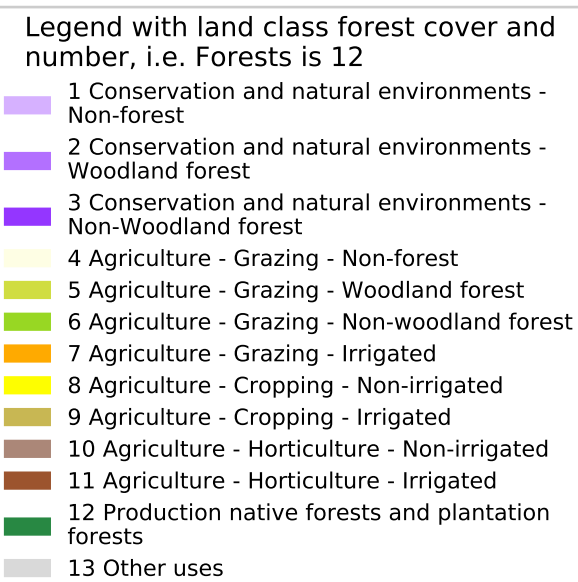 Legend with land class forest cover and
number, i.e. Forests is 12
1 Conservation and natural environments -
Non-forest
2 Conservation and natural environments -
Woodland forest
3 Conservation and natural environments -
Non-Woodland forest
4 Agriculture - Grazing - Non-forest
5 Agriculture - Grazing - Woodland forest
6 Agriculture - Grazing - Non-woodland forest
7 Agriculture - Grazing - Irrigated
8 Agriculture - Cropping - Non-irrigated
9 Agriculture - Cropping - Irrigated
10 Agriculture - Horticulture - Non-irrigated
11 Agriculture - Horticulture - Irrigated
12 Production native forests and plantation
forests
13 Other uses